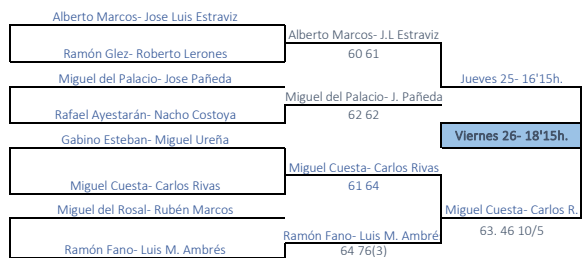 Alberto Marcos- Jose Luis Estraviz
Alberto Marcos- J.L Estraviz
Ramón Glez- Roberto Lerones
60 61
Miguel del Palacio- Jose Pañeda
Jueves 25- 16'15h.
Miguel del Palacio- J. Pañeda
Rafael Ayestarán- Nacho Costoya
62 62
Gabino Esteban- Miguel Ureña
Viernes 26- 18'15h.
Miguel Cuesta- Carlos Rivas
Miguel Cuesta- Carlos Rivas
61 64
Miguel del Rosal- Rubén Marcos
Miguel Cuesta- Carlos R.
63. 46 10/5
Ramón Fano- Luis M. Ambré
Ramón Fano- Luis M. Ambrés
64 76(3)